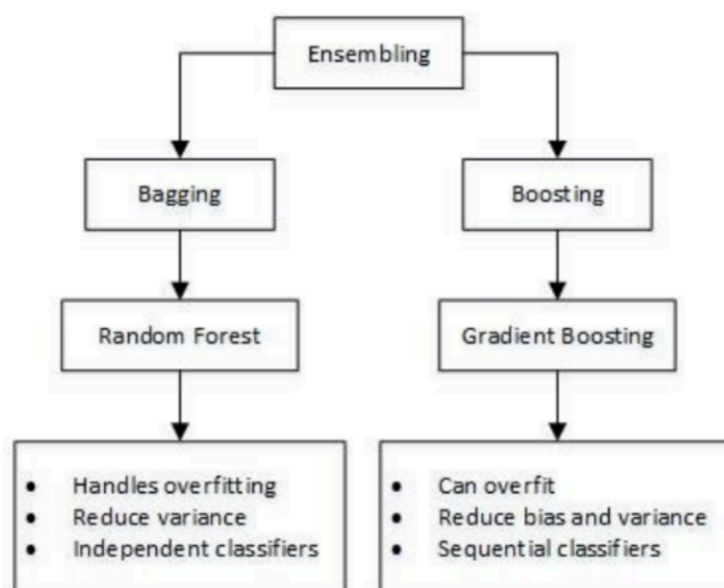 Ensembling
Bagging
Boosting
Random Forest
Gradient Boosting
• Handles overfitting
• Reduce variance
• Independent classifiers
• Can overfit
• Reduce bias and variance
• Sequential classifiers